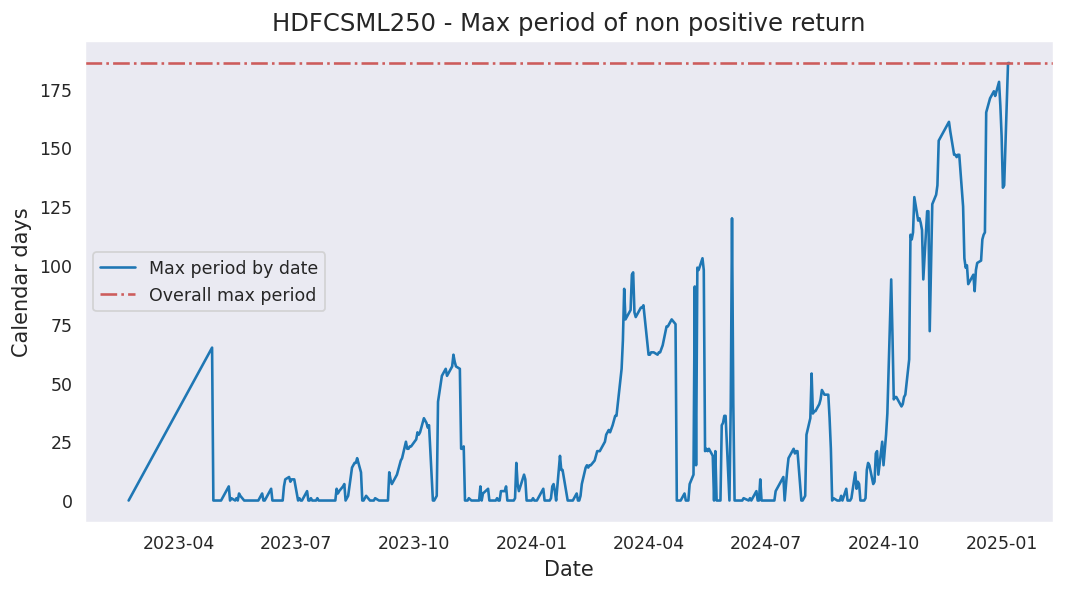 HDFCSML250 - Max period of non positive return
Calendar days
175
150
125
100
75
50
25
0
Max period by date
Overall max period
2023-04 2023-07 2023-10 2024-01 2024-04 2024-07 2024-10 2025-01
Date